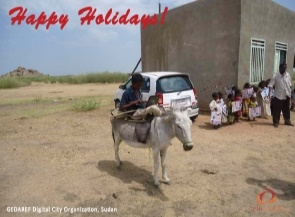 Happy Holidays!
GEDAREF Digital City Organization, Sudan